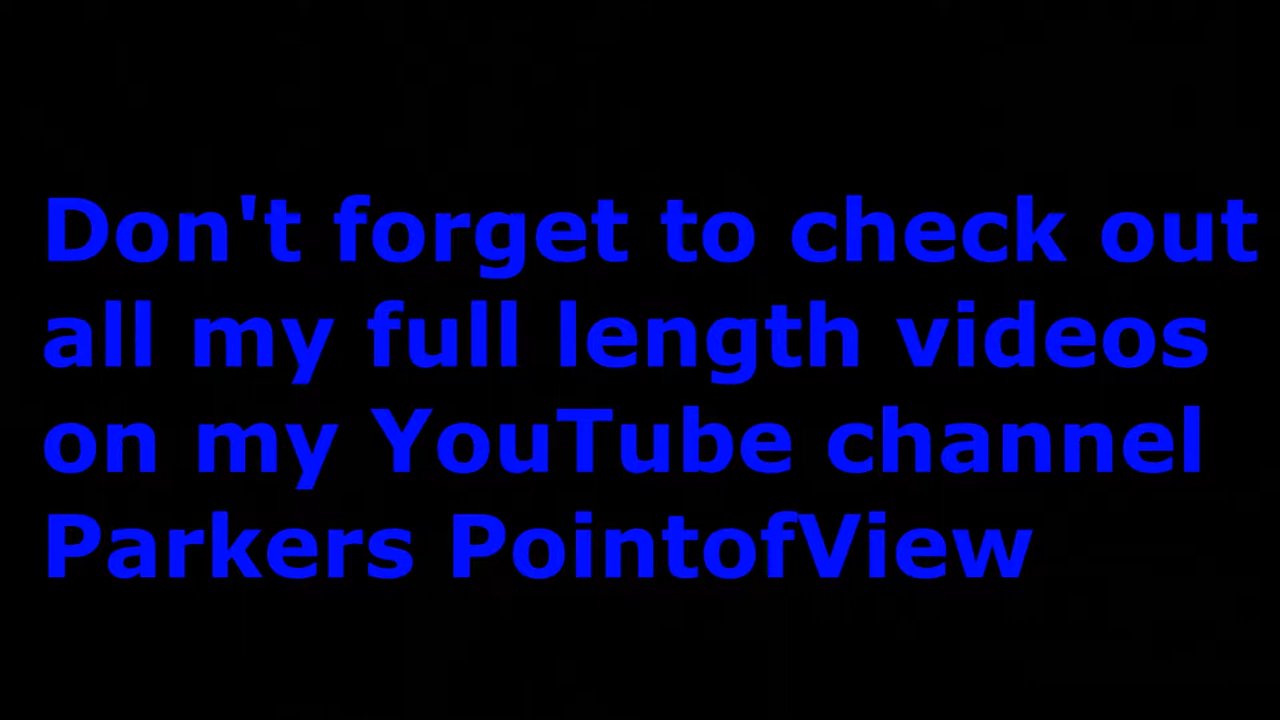 Don't forget to check out
all my full length videos
on my YouTube channel
Parkers PointofView